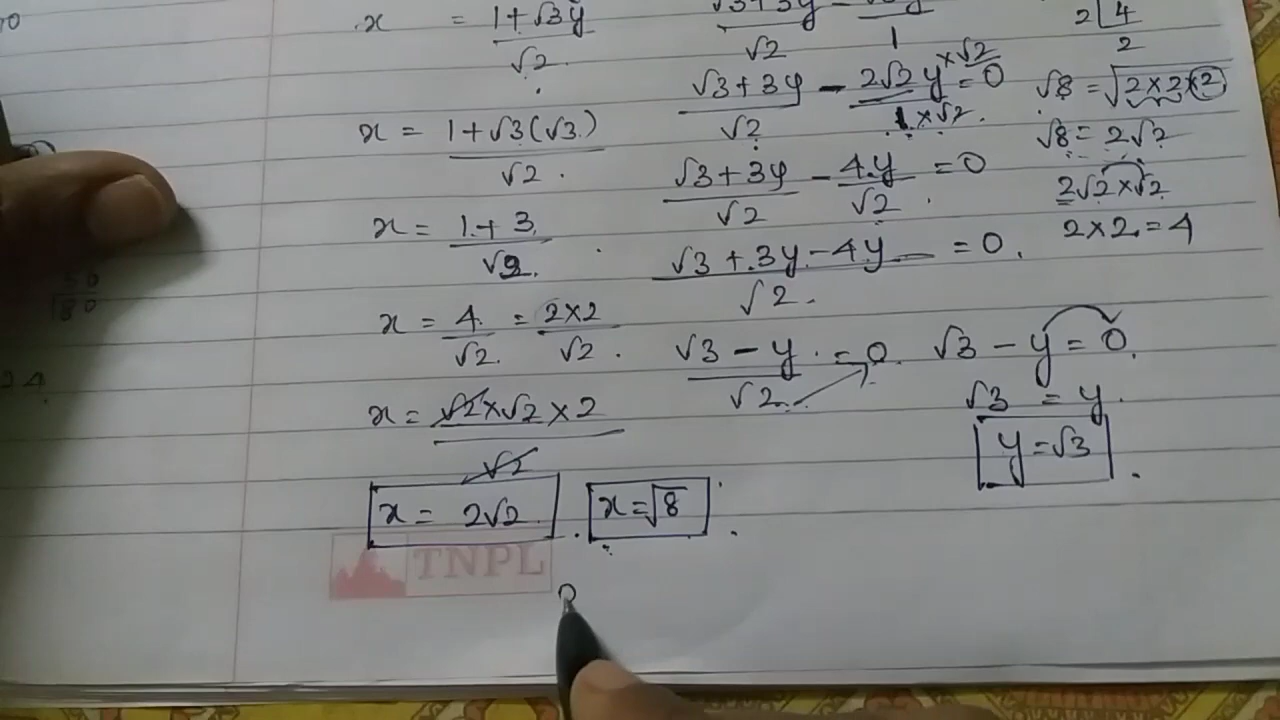 x = 1+√3y / √2.
x = 1+√3(√3.) / √2.
x = 1+3 / √2.
x = 4 / √2. = 2×2 / √2.
x = √2×√2×2 / √2
x = 2√2. x=√8
√3+3y / √2
√3+3y / √2 − 2√2y×√2 / 1×√2. = 0
√3+3y / √2 − 4y / √2. = 0
√3+3y−4y / √2. = 0.
√3−y / √2. = 0. √3−y=0.
√3 = y.
y=√3.
2 4
2
√8 = √2×2×2
√8 = 2√2
2√2×√2
2×2=4
TNPL